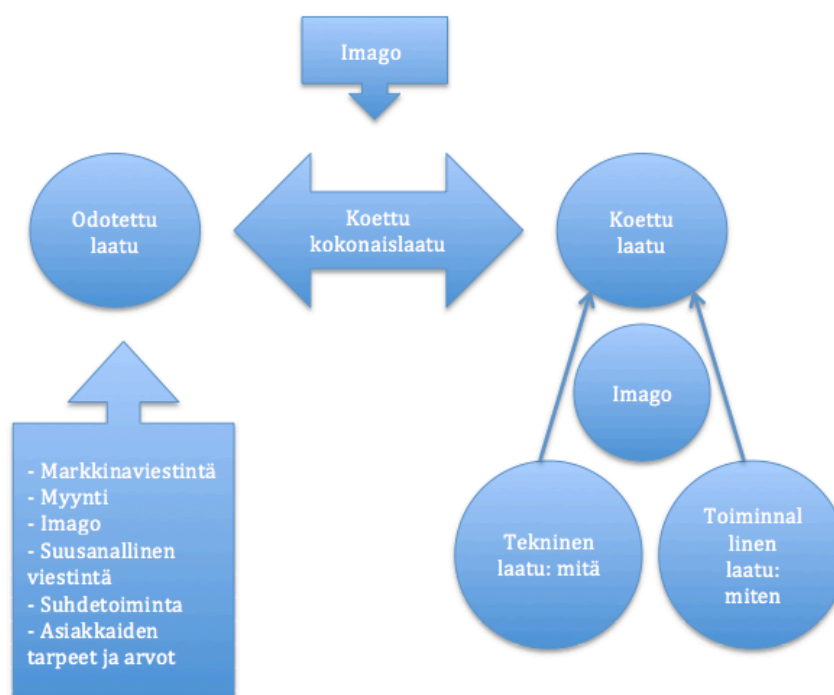 Imago
Odotettu
laatu
Koettu
kokonaislaatu
Koettu
laatu
Imago
- Markkinaviestintä
- Myynti
- Imago
- Suusanallinen
viestintä
- Suhdetoiminta
- Asiakkaiden
tarpeet ja arvot
Tekninen
laatu: mitä
Toiminnal
linen
laatu:
miten